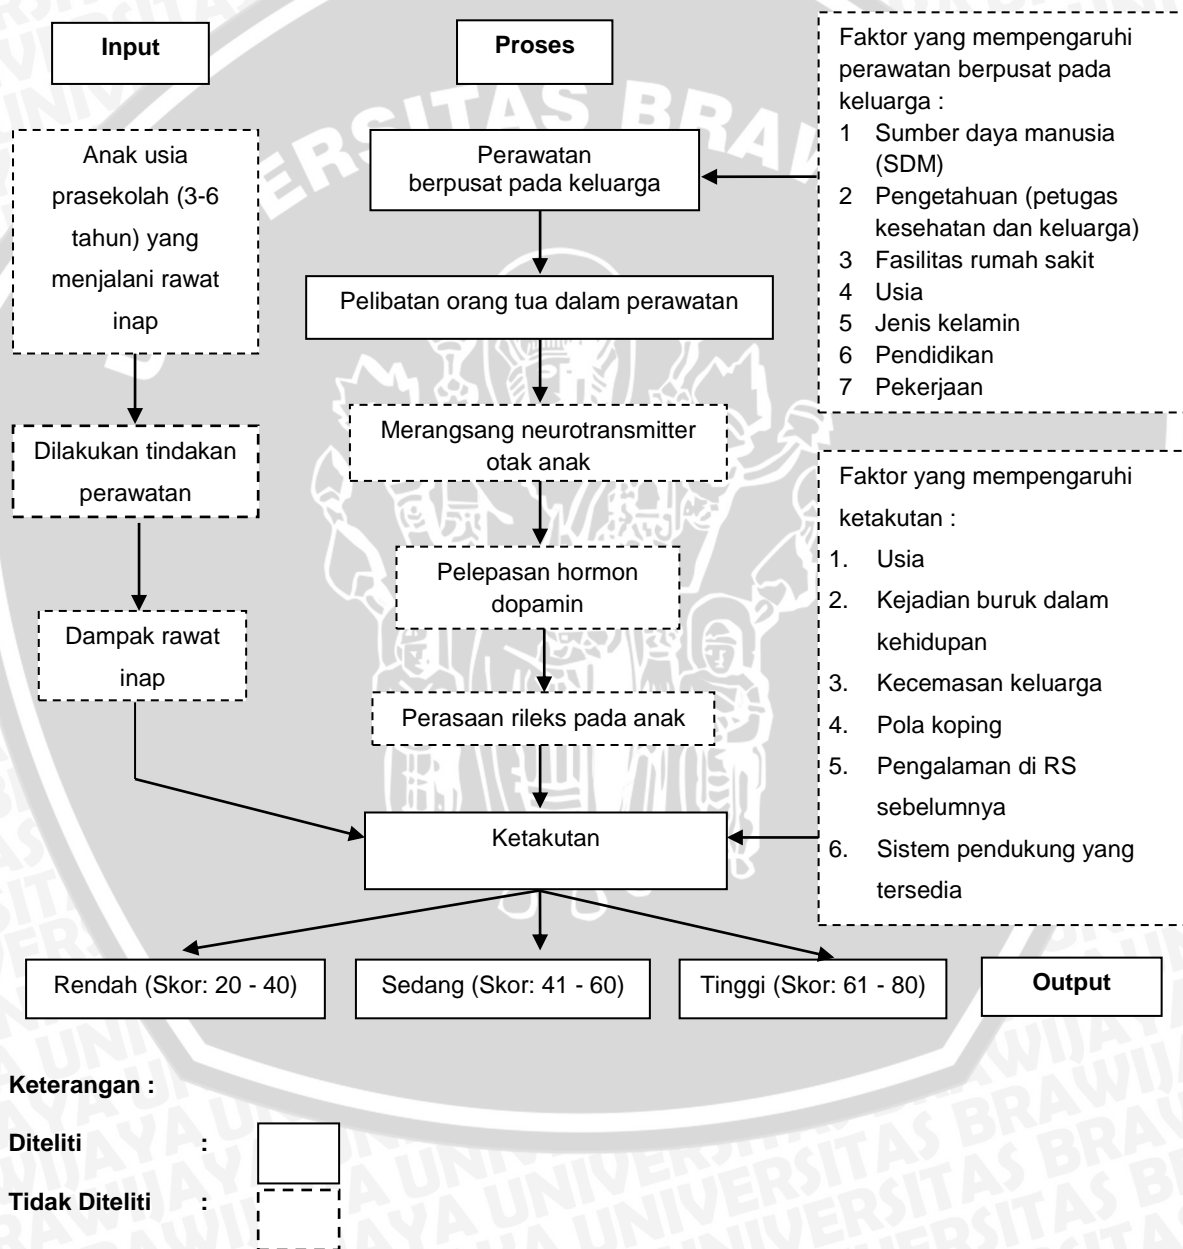 Input
Proses
Anak usia
prasekolah (3-6
tahun) yang
menjalani rawat
inap
Dilakukan tindakan
perawatan
Dampak rawat
inap
Perawatan
berpusat pada keluarga
Pelibatan orang tua dalam perawatan
Merangsang neurotransmitter
otak anak
Pelepasan hormon
dopamin
Perasaan rileks pada anak
Ketakutan
Faktor yang mempengaruhi
perawatan berpusat pada
keluarga :
1 Sumber daya manusia
(SDM)
2 Pengetahuan (petugas
kesehatan dan keluarga)
3 Fasilitas rumah sakit
4 Usia
5 Jenis kelamin
6 Pendidikan
7 Pekerjaan
Faktor yang mempengaruhi
ketakutan :
1. Usia
2. Kejadian buruk dalam
kehidupan
3. Kecemasan keluarga
4. Pola koping
5. Pengalaman di RS
sebelumnya
6. Sistem pendukung yang
tersedia
Rendah (Skor: 20 - 40)
Sedang (Skor: 41 - 60)
Tinggi (Skor: 61 - 80)
Output
Keterangan :
Diteliti :
Tidak Diteliti :